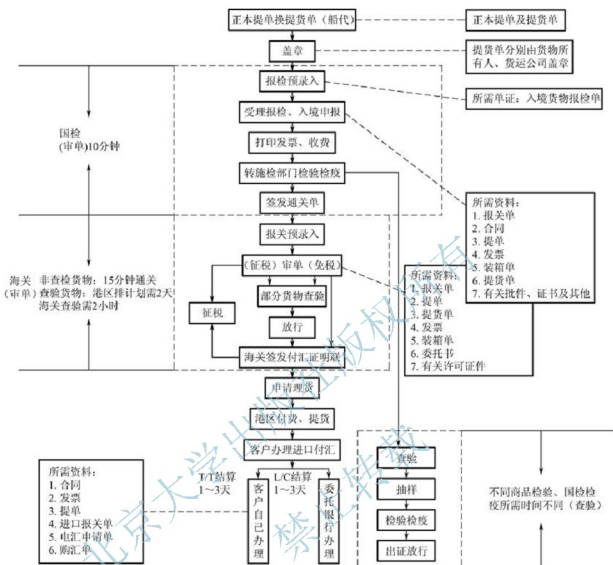 正本提单换提货单（船代）
正本提单及提货单
盖章
提货单分别由货物所
有人、货运公司盖章
报检预录入
所需单证：入境货物报检单
受理报检、入境申报
国检
(审单)10分钟
打印发票、收费
转施检部门检验检疫
签发通关单
所需资料：
1. 报关单
2. 合同
3. 提单
4. 发票
5. 装箱单
6. 提货单
7. 有关批件、证书及其他
报关预录入
(征税) 审单 (免税)
海关 非查检货物：15分钟通关
(审单) 查验货物：港区排计划需2天
海关查验需2小时
征税
部分货物查验
放行
海关签发付汇证明联
所需资料：
1. 报关单
2. 提单
3. 提货单
4. 发票
5. 装箱单
6. 委托书
7. 有关许可证件
申请理货
港区付费、提货
客户办理进口付汇
T/T结算
1～3天
L/C结算
1～3天
客户自己办理
委托银行办理
所需资料：
1. 合同
2. 发票
3. 提单
4. 进口报关单
5. 电汇申请单
6. 购汇单
查验
抽样
检验检疫
出证放行
不同商品检验、国检检
疫所需时间不同（查验）
北京大学出版社版权所有
禁止转载